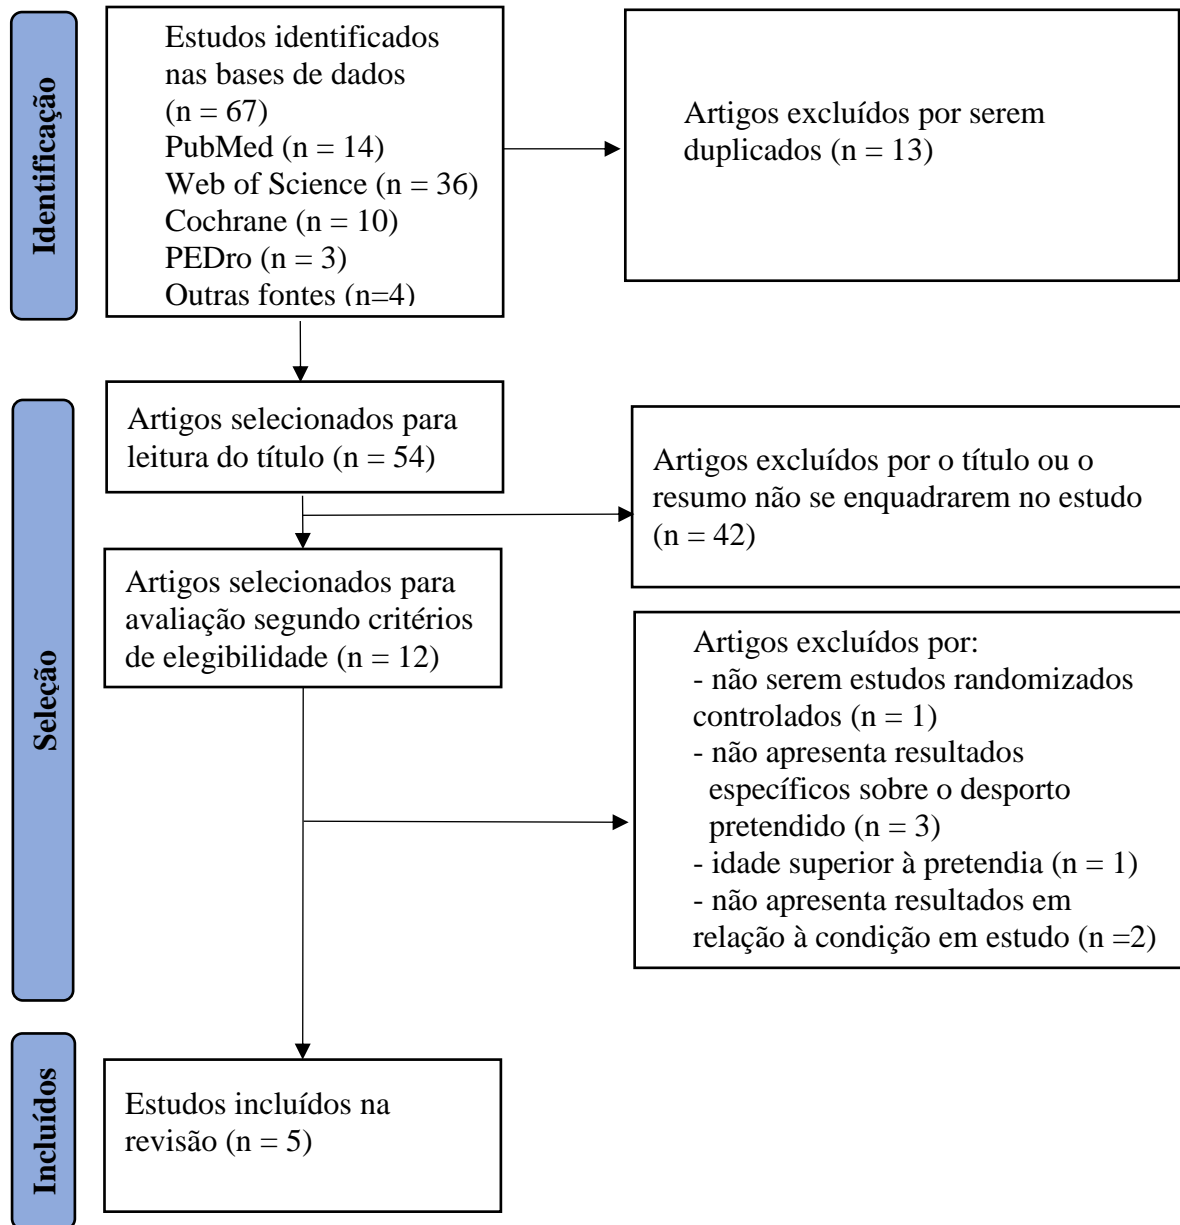 Identificação
Estudos identificados
nas bases de dados
(n = 67)
PubMed (n = 14)
Web of Science (n = 36)
Cochrane (n = 10)
PEDro (n = 3)
Outras fontes (n=4)
Artigos excluídos por serem
duplicados (n = 13)
Seleção
Artigos selecionados para
leitura do título (n = 54)
Artigos excluídos por o título ou o
resumo não se enquadrarem no estudo
(n = 42)
Artigos selecionados para
avaliação segundo critérios
de elegibilidade (n = 12)
Artigos excluídos por:
- não serem estudos randomizados
controlados (n = 1)
- não apresenta resultados
específicos sobre o desporto
pretendido (n = 3)
- idade superior à pretendia (n = 1)
- não apresenta resultados em
relação à condição em estudo (n =2)
Incluídos
Estudos incluídos na
revisão (n = 5)